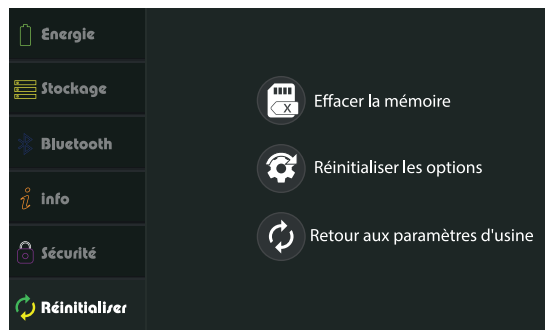 Energie
Stockage
Bluetooth
info
Sécurité
Réinitialiser
X
Effacer la mémoire
Réinitialiser les options
Retour aux paramètres d'usine